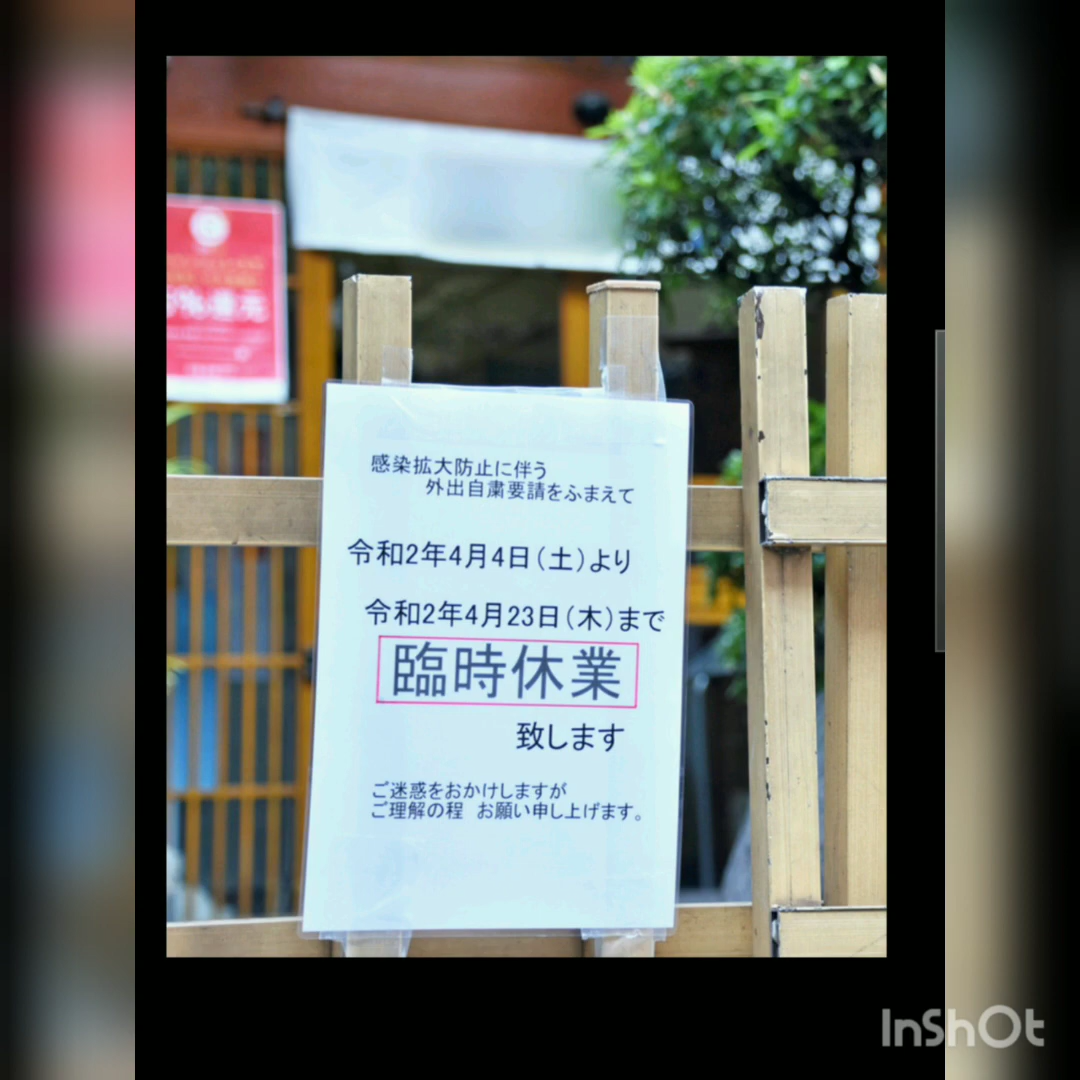 感染拡大防止に伴う
外出自粛要請をふまえて
令和2年4月4日(土)より
令和2年4月23日(木)まで
臨時休業
致します
ご迷惑をおかけしますが
ご理解の程 お願い申し上げます。
%還元
InShOt